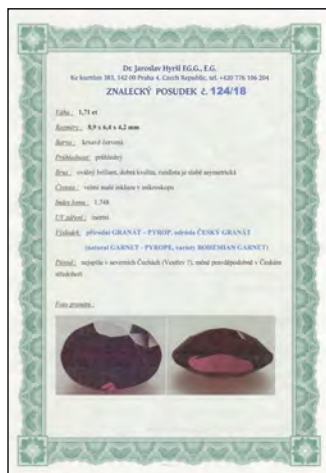 Dr. Jaroslav Hyršl F.G.G., E.G.
Ke kurtům 383, 142 00 Praha 4, Czech Republic, tel. +420 776 106 204
ZNALECKÝ POSUDEK č. 124/18
Váha: 1,71 ct
Rozměry: 8,9 x 6,4 x 4,2 mm
Barva: krvavě červená
Průhlednost: průhledný
Brus: oválný briliant, dobrá kvalita, rundista je slabě asymetrická
Čistota: velmi malé inkluze v mikroskopu
Index lomu: 1,748
UV záření: inertní
Výsledek: přírodní GRANÁT - PYROP, odrůda ČESKÝ GRANÁT
(natural GARNET - PYROPE, variety BOHEMIAN GARNET)
Původ: nejspíše v severních Čechách (Vestřev ?), méně pravděpodobně v Českém
středohoří
Foto granátu: